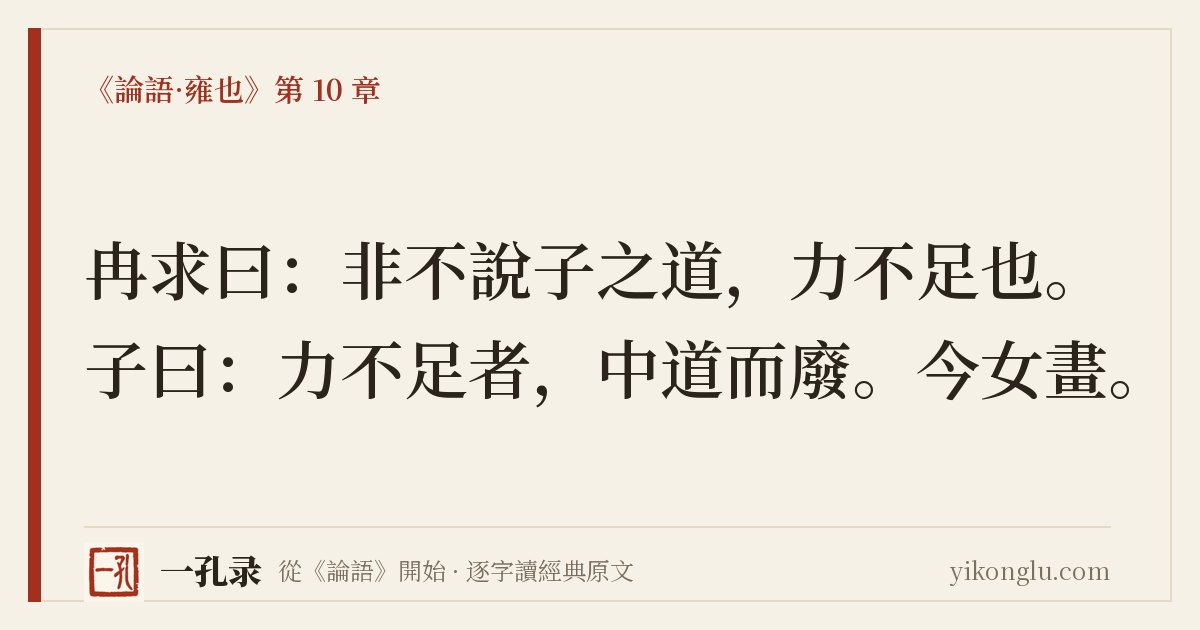 《論語·雍也》第 10 章
冉求曰：非不說子之道，力不足也。
子曰：力不足者，中道而廢。今女畫。
一孔
一孔录
從《論語》開始 · 逐字讀經典原文
yikonglu.com